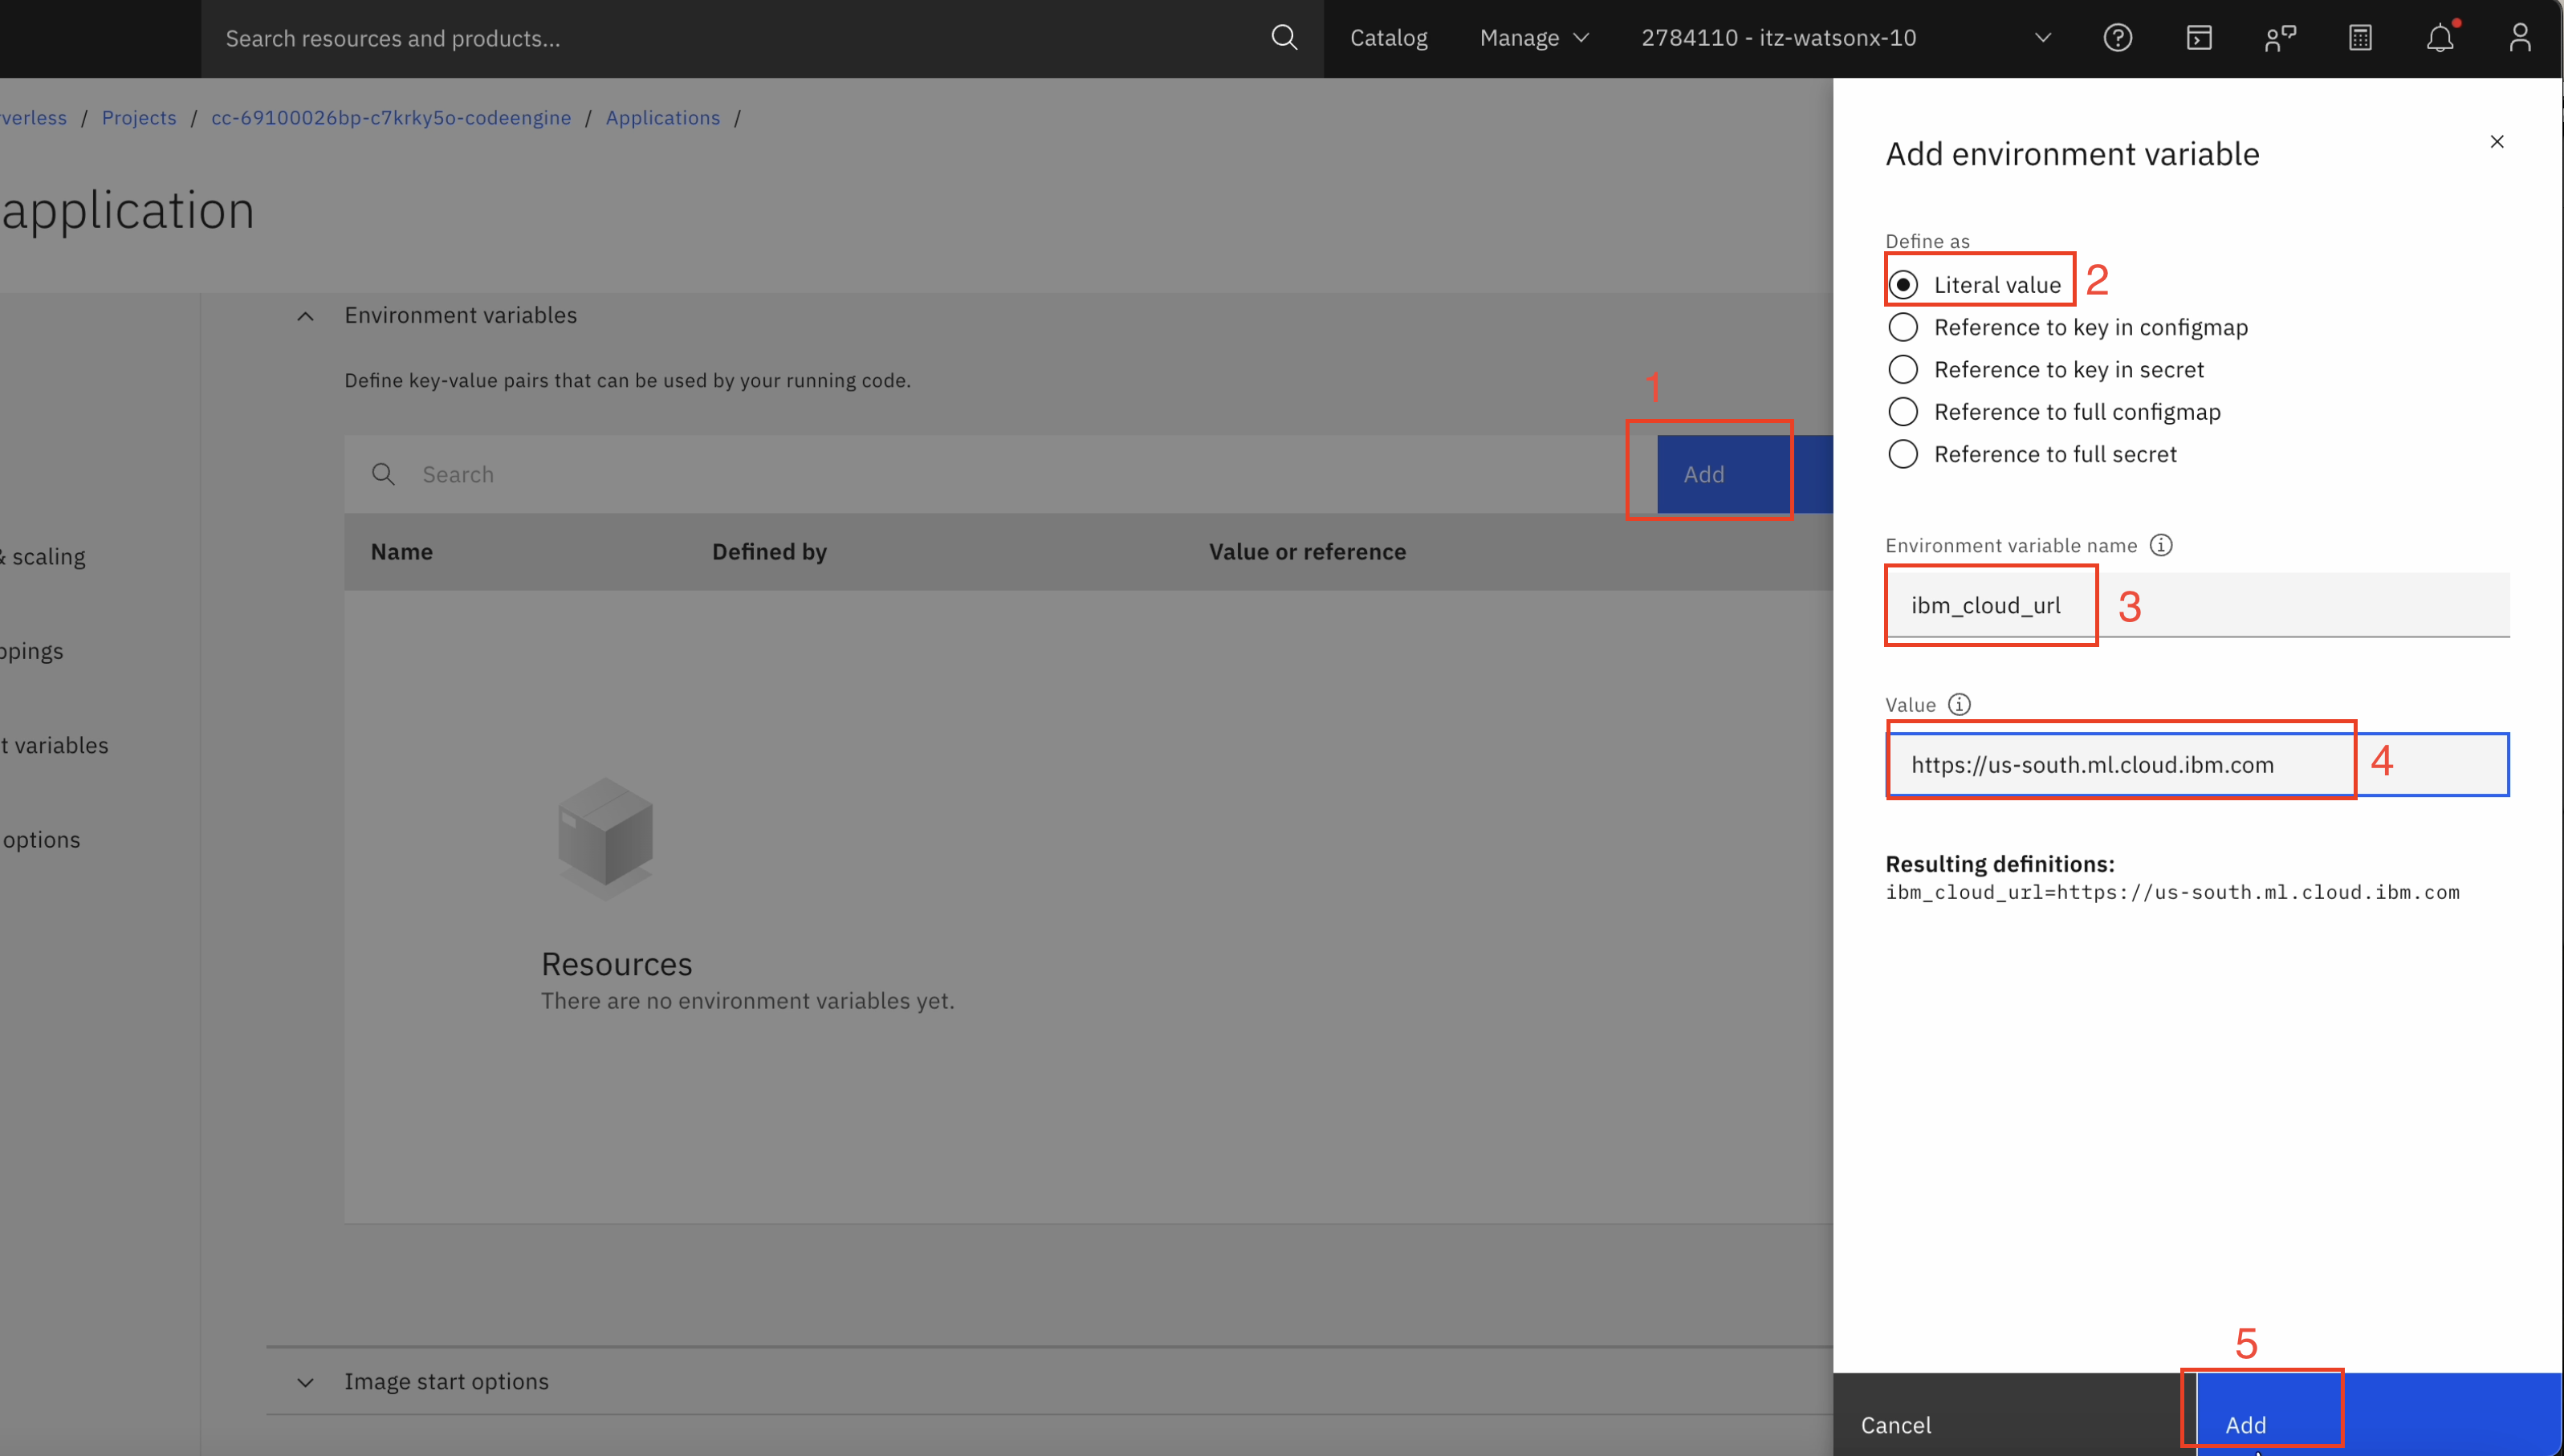 Search resources and products...
Catalog
Manage
2784110 - itz-watsonx-10
verless / Projects / cc-69100026bp-c7krky5o-codeengine / Applications /
application
& scaling
ppings
t variables
options
Environment variables
Define key-value pairs that can be used by your running code.
1
Search
Add
Name
Defined by
Value or reference
Resources
There are no environment variables yet.
Image start options
Add environment variable
Define as
Literal value
2
Reference to key in configmap
Reference to key in secret
Reference to full configmap
Reference to full secret
Environment variable name
ibm_cloud_url
3
Value
https://us-south.ml.cloud.ibm.com
4
Resulting definitions:
ibm_cloud_url=https://us-south.ml.cloud.ibm.com
5
Cancel
Add